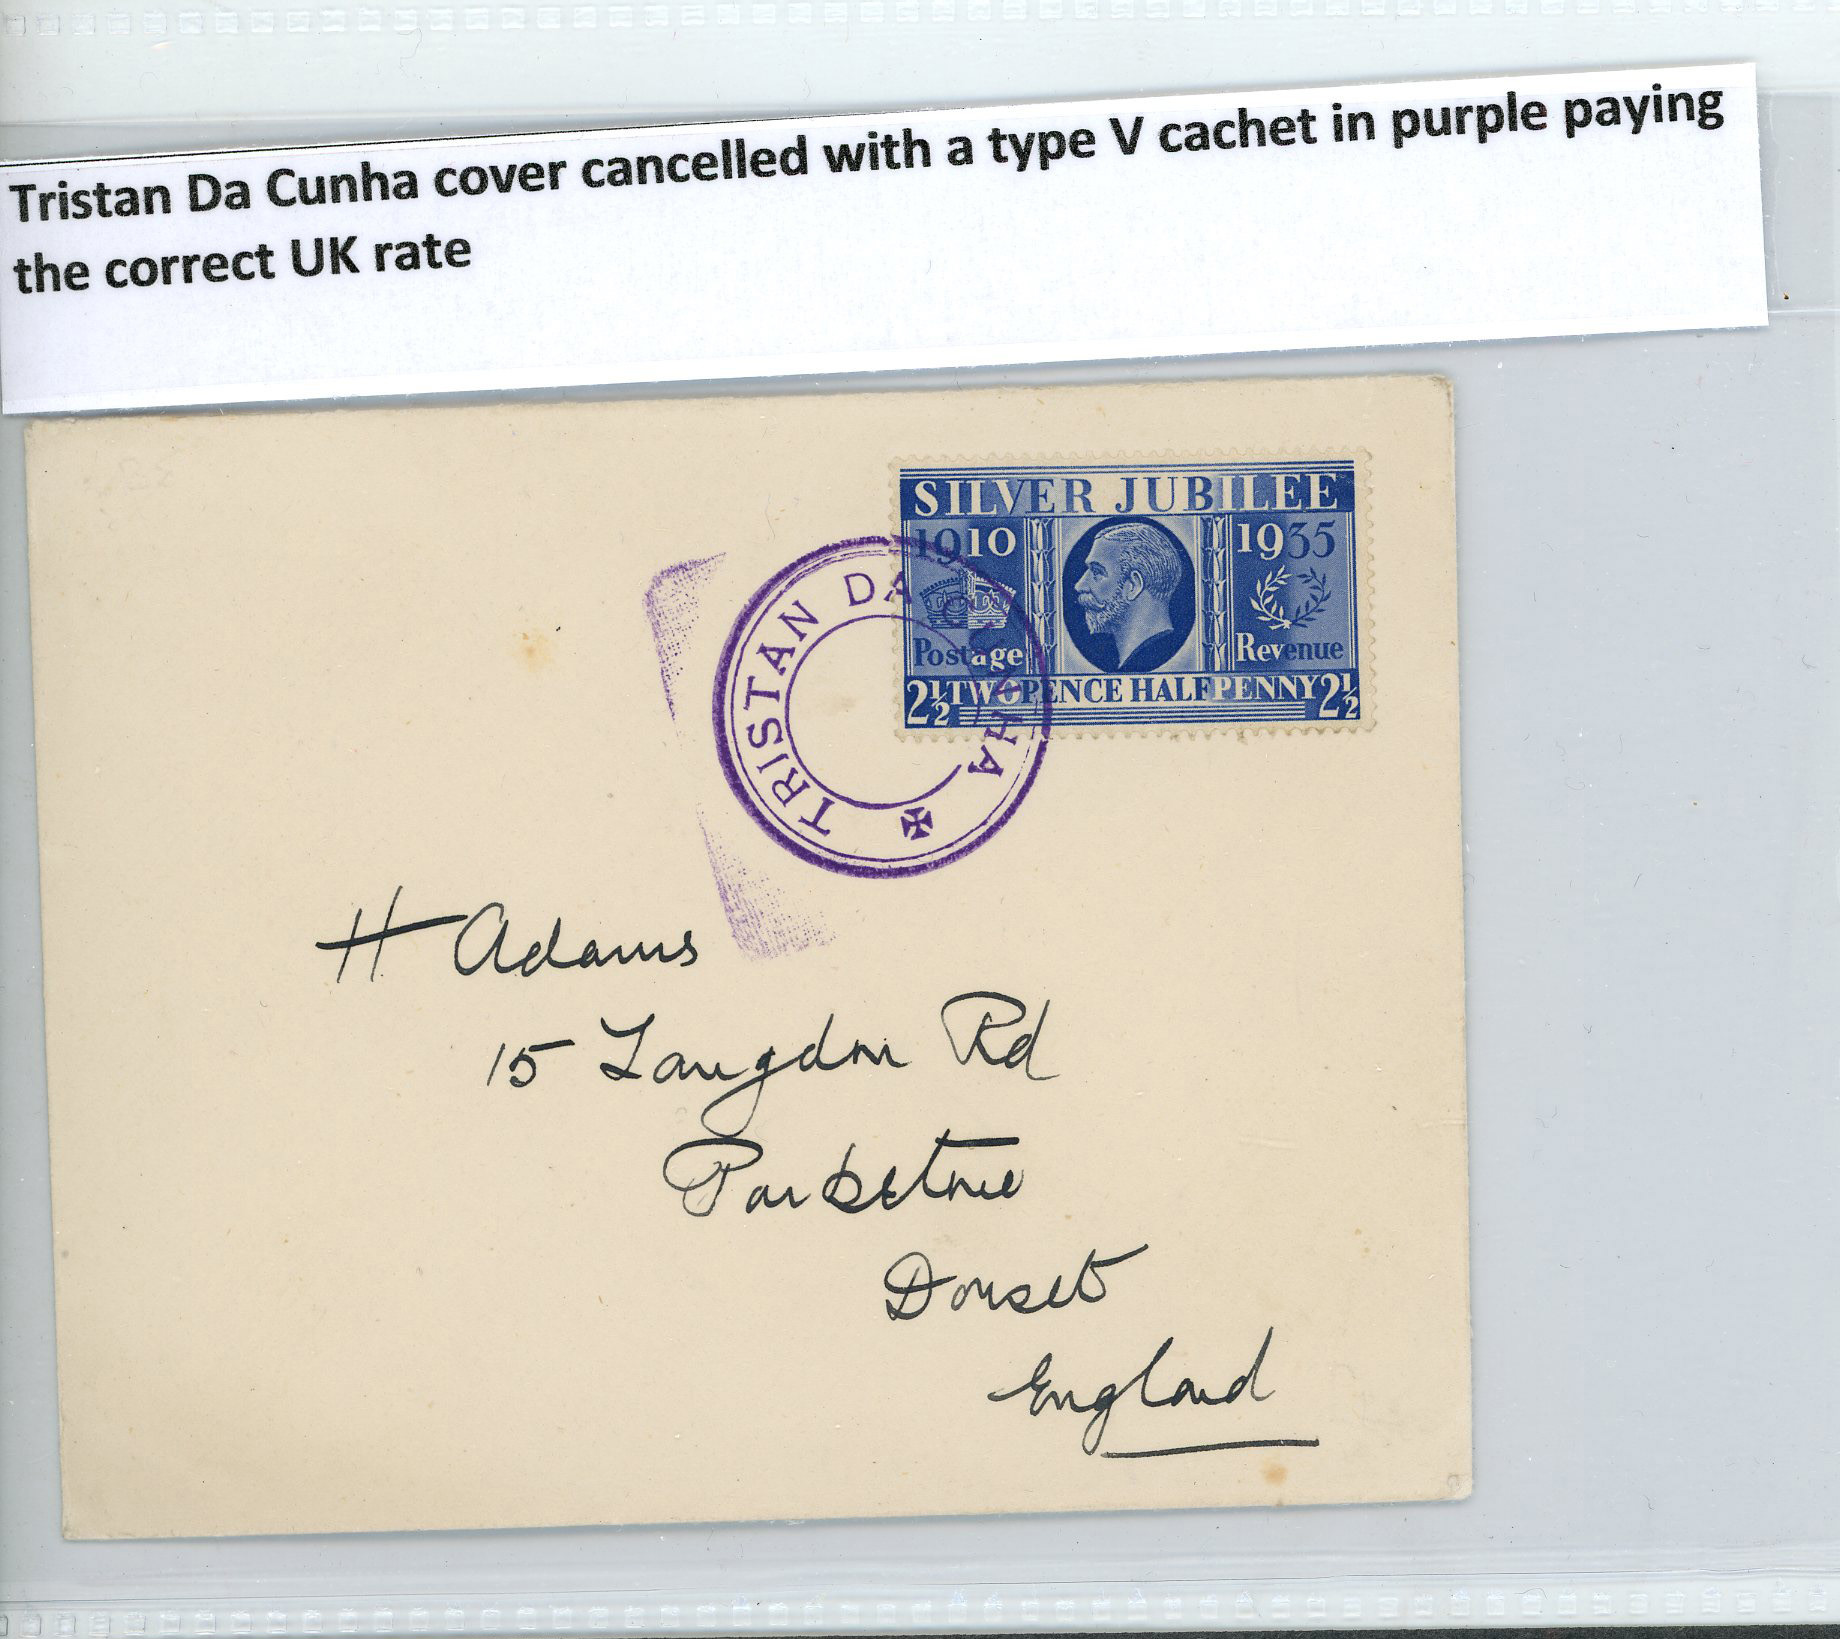 Tristan Da Cunha cover cancelled with a type V cachet in purple paying
the correct UK rate
SILVER JUBILEE
1910 1935
Postage Revenue
2½ TWOPENCE HALFPENNY 2½
TRISTAN DA CUNHA
H Adams
15 Langdon Rd
Parkstone
Dorset
England